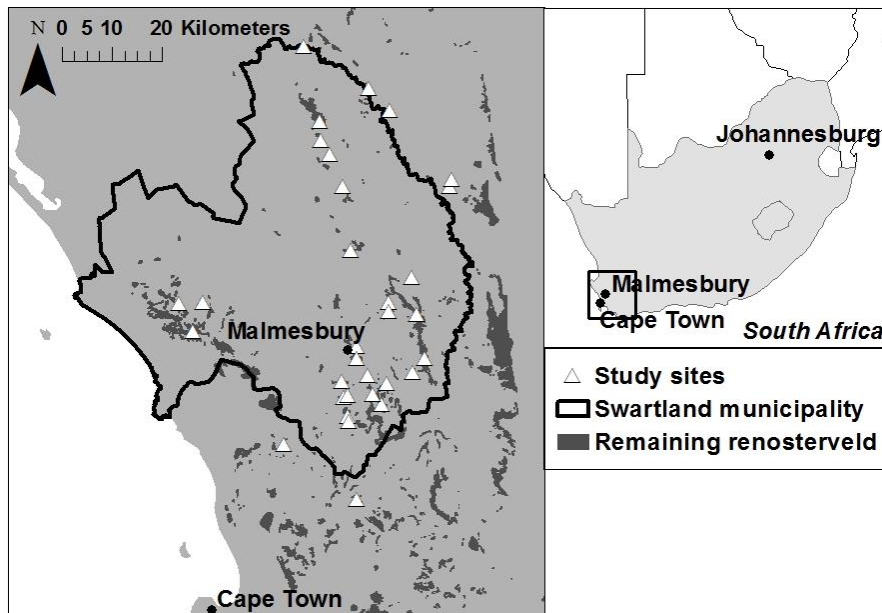 N 0 5 10 20 Kilometers
Malmesbury
Cape Town
Johannesburg
Malmesbury
Cape Town
South Africa
Study sites
Swartland municipality
Remaining renosterveld